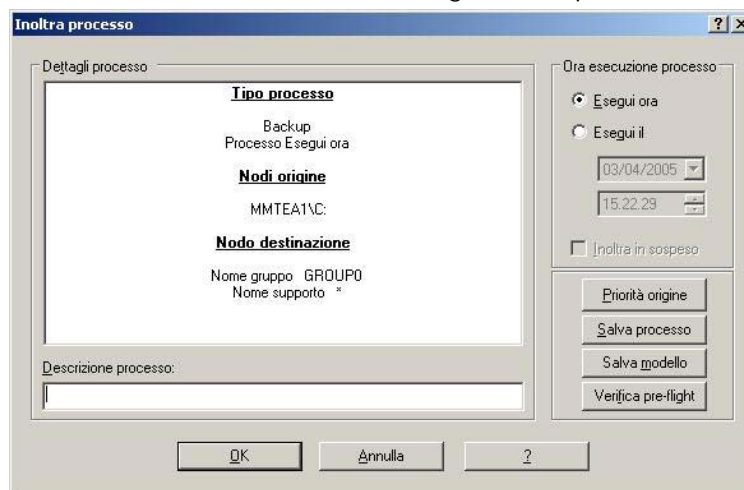 Inoltra processo
Dettagli processo
Tipo processo
Backup
Processo Esegui ora
Nodi origine
MMTEA1\C:
Nodo destinazione
Nome gruppo GROUP0
Nome supporto *
Descrizione processo:
Ora esecuzione processo
Esegui ora
Esegui il
03/04/2005
15.22.29
Inoltra in sospeso
Priorità origine
Salva processo
Salva modello
Verifica pre-flight
OK
Annulla
?